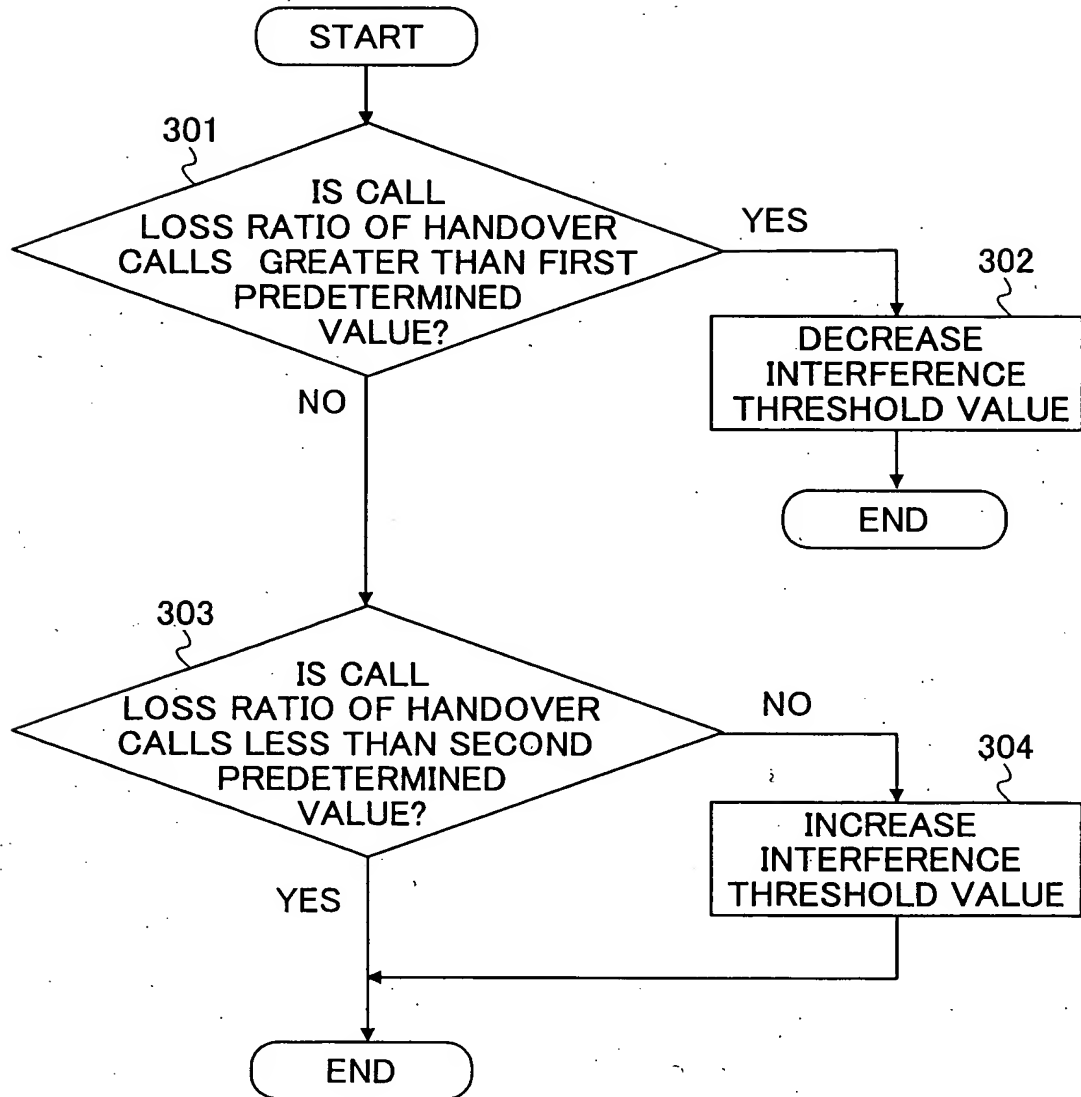 START
301
IS CALL
LOSS RATIO OF HANDOVER
CALLS GREATER THAN FIRST
PREDETERMINED
VALUE?
YES
302
DECREASE
INTERFERENCE
THRESHOLD VALUE
NO
END
303
IS CALL
LOSS RATIO OF HANDOVER
CALLS LESS THAN SECOND
PREDETERMINED
VALUE?
NO
304
INCREASE
INTERFERENCE
THRESHOLD VALUE
YES
END